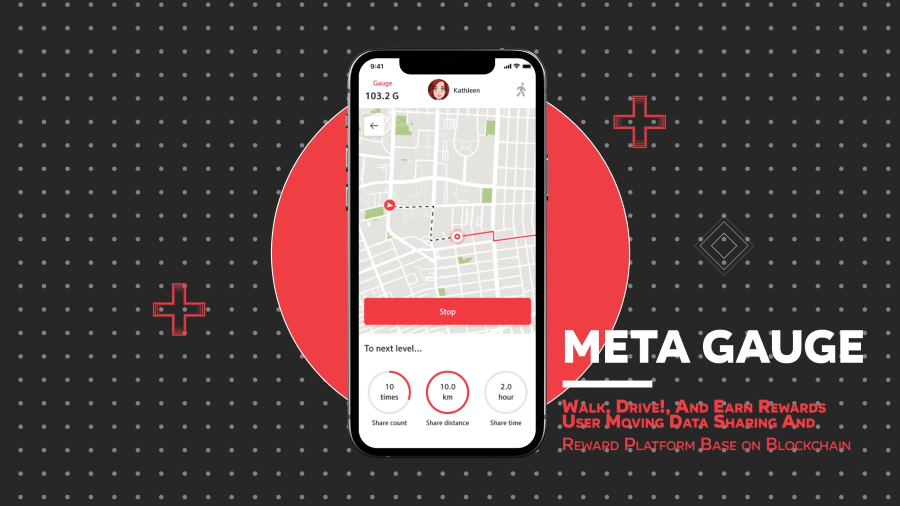 9:41
Gauge
103.2 G
Kathleen
Stop
To next level...
10
times
10.0
km
2.0
hour
Share count
Share distance
Share time
META GAUGE
Walk, Drive!, And Earn Rewards
User Moving Data Sharing And
Reward Platform Base on Blockchain